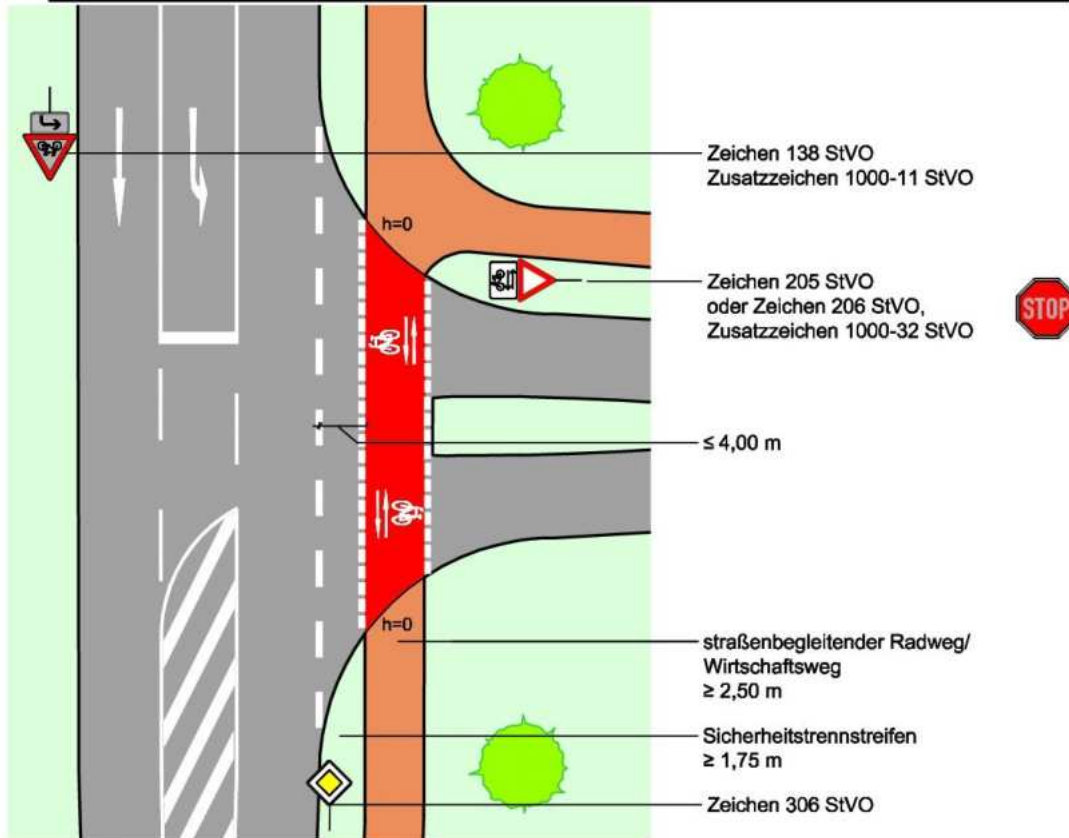 Zeichen 138 StVO
Zusatzzeichen 1000-11 StVO
h=0
Zeichen 205 StVO
oder Zeichen 206 StVO,
Zusatzzeichen 1000-32 StVO
STOP
≤ 4,00 m
h=0
straßenbegleitender Radweg/
Wirtschaftsweg
≥ 2,50 m
Sicherheitstrennstreifen
≥ 1,75 m
Zeichen 306 StVO